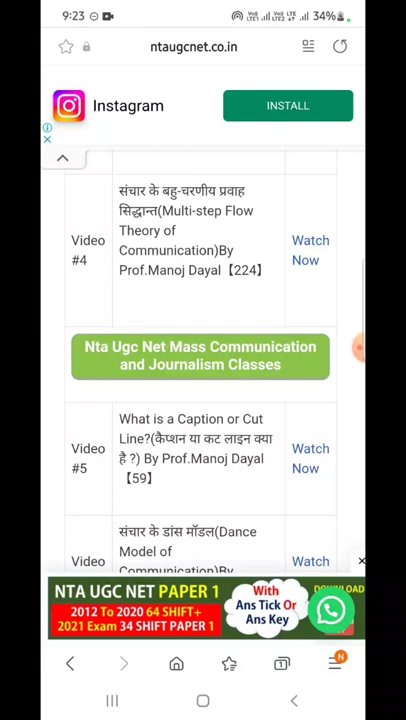 9:23
34%
ntaugcnet.co.in
Instagram
INSTALL
संचार के बहु-चरणीय प्रवाह
सिद्धान्त(Multi-step Flow
Theory of
Communication)By
Prof.Manoj Dayal【224】
Video
#4
Watch
Now
Nta Ugc Net Mass Communication
and Journalism Classes
What is a Caption or Cut
Line?(कैप्शन या कट लाइन क्या
है ?) By Prof.Manoj Dayal
【59】
Video
#5
Watch
Now
संचार के डांस मॉडल(Dance
Model of
Communication)By
Video
Watch
NTA UGC NET PAPER 1
2012 To 2020 64 SHIFT+
2021 Exam 34 SHIFT PAPER 1
With
Ans Tick Or
Ans Key
DOWNLOAD
N
1